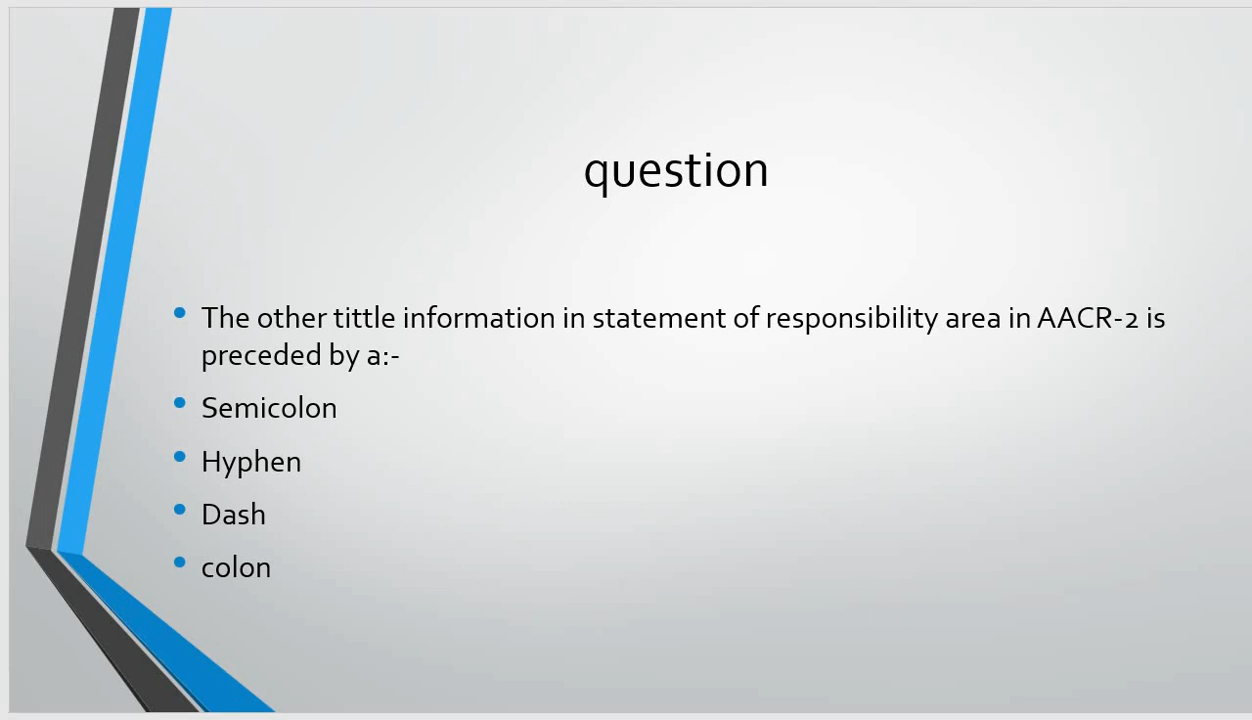 question
• The other tittle information in statement of responsibility area in AACR-2 is
preceded by a:-
• Semicolon
• Hyphen
• Dash
• colon